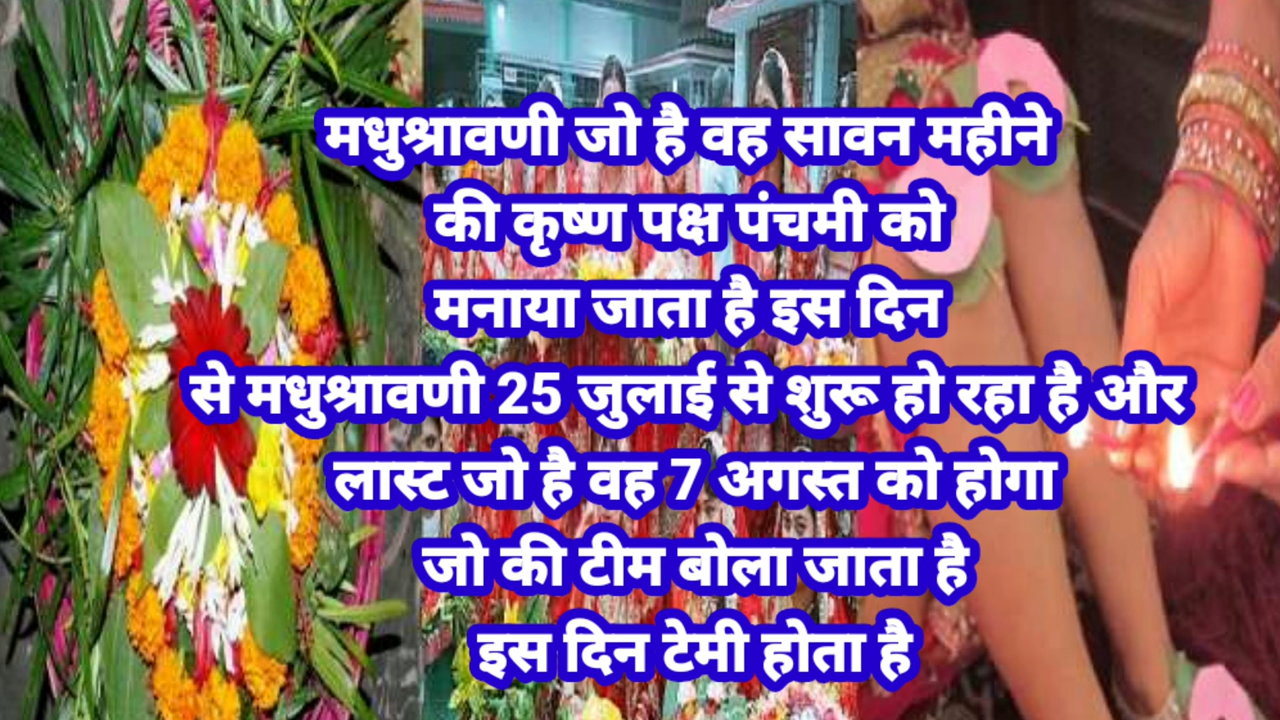 मधुश्रावणी जो है वह सावन महीने
की कृष्ण पक्ष पंचमी को
मनाया जाता है इस दिन
से मधुश्रावणी 25 जुलाई से शुरू हो रहा है और
लास्ट जो है वह 7 अगस्त को होगा
जो की टीम बोला जाता है
इस दिन टेमी होता है